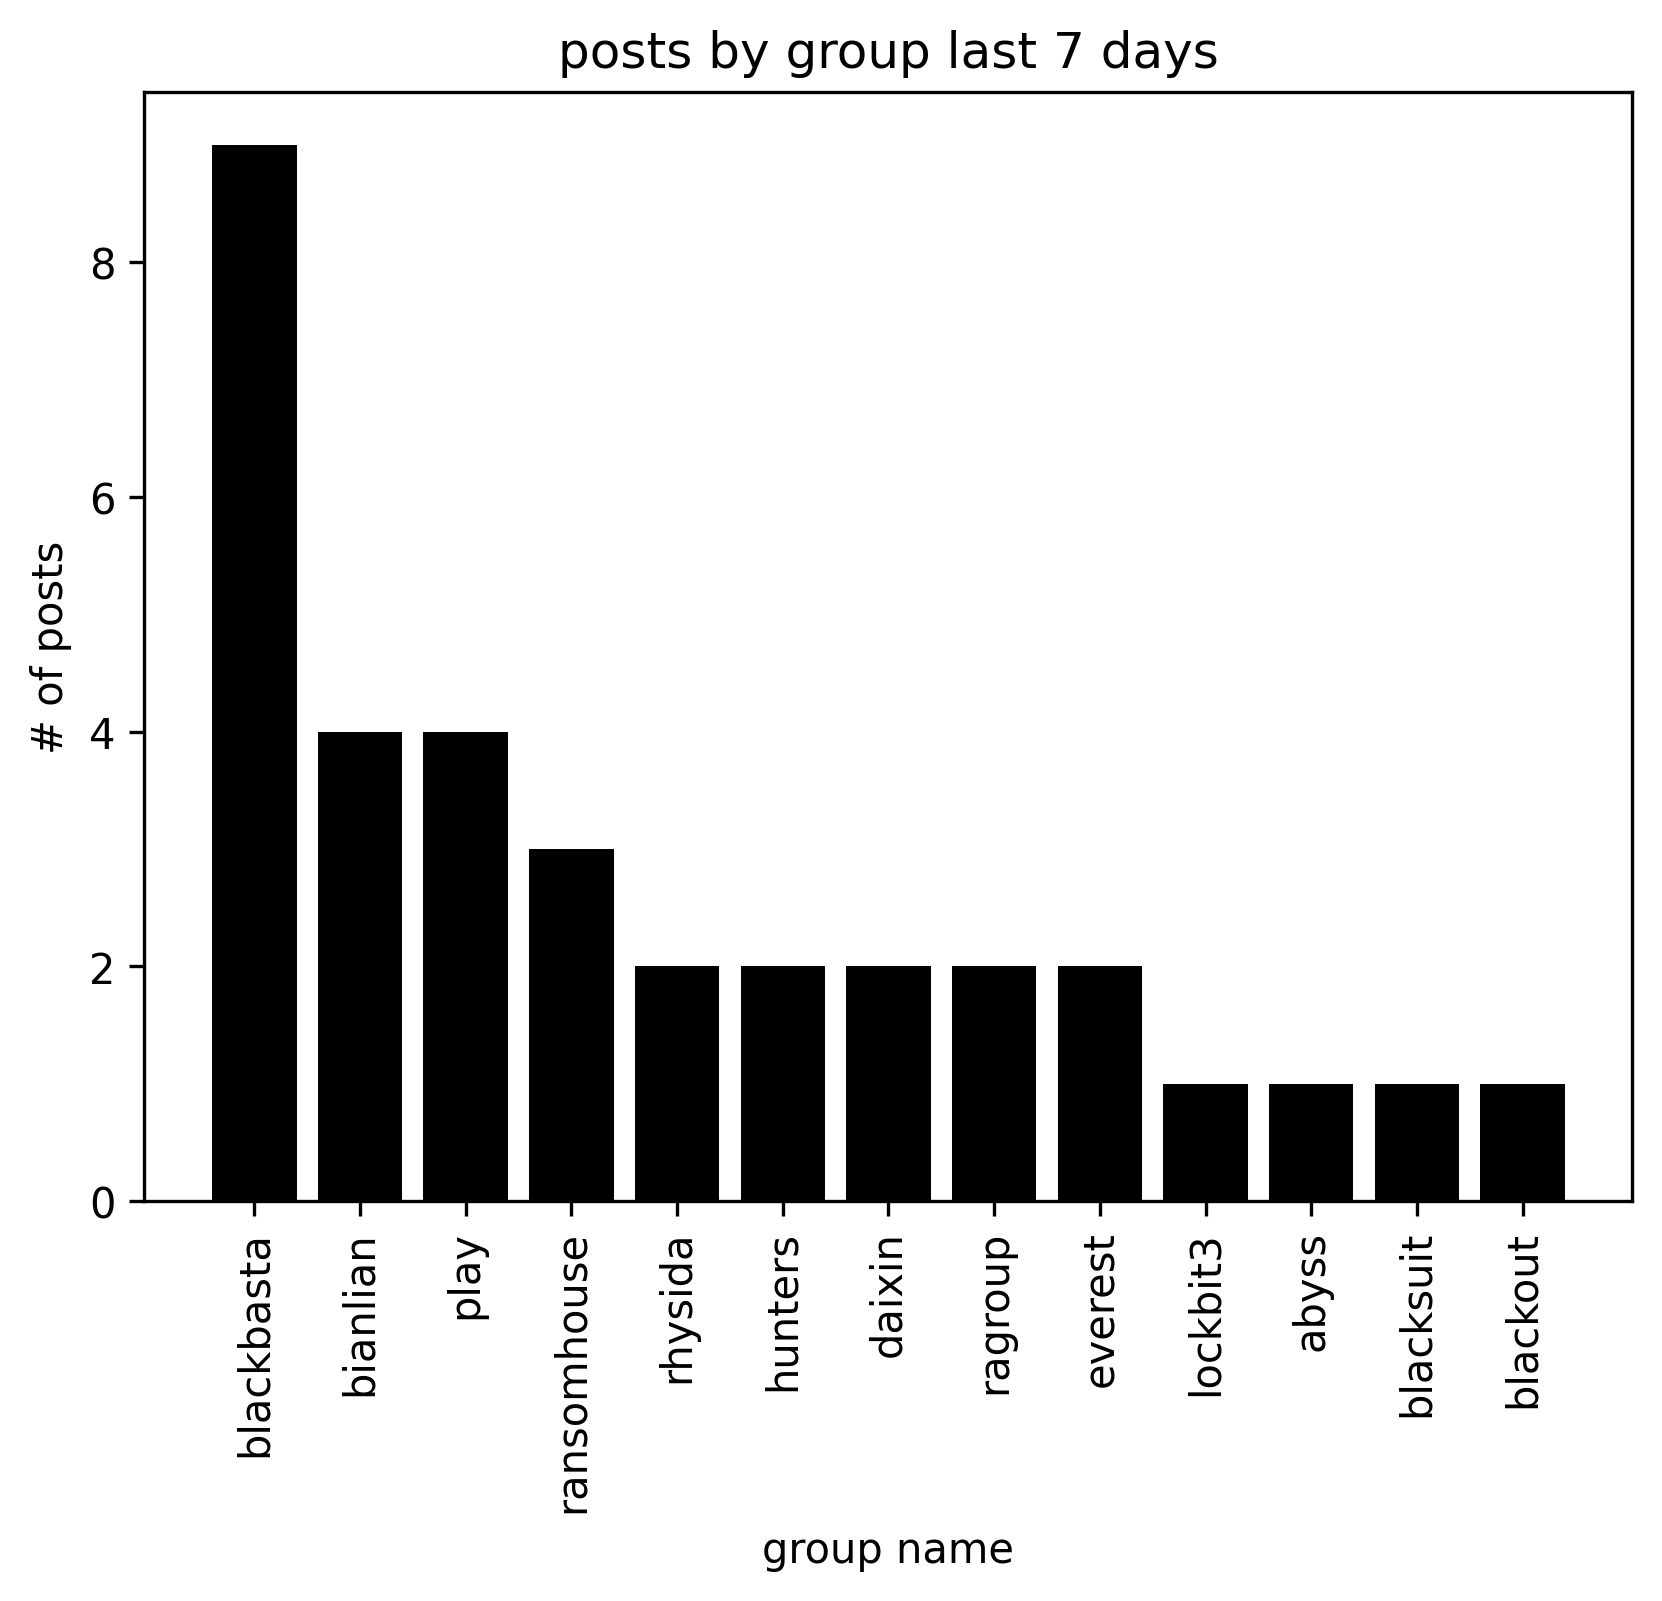 posts by group last 7 days
# of posts
8
6
4
2
0
blackbasta
bianlian
play
ransomhouse
rhysida
hunters
daixin
ragroup
everest
lockbit3
abyss
blacksuit
blackout
group name